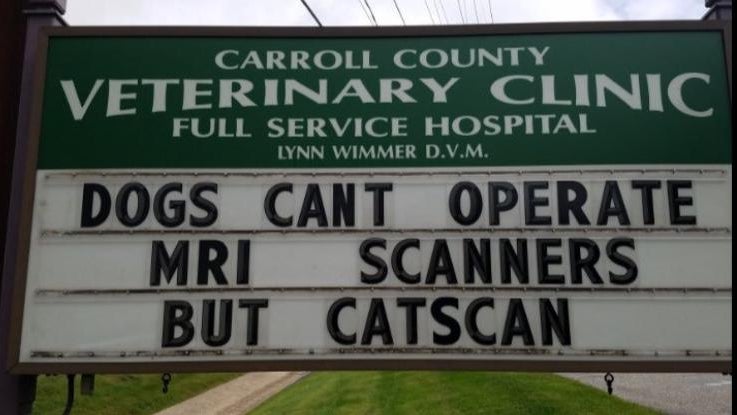 CARROLL COUNTY
VETERINARY CLINIC
FULL SERVICE HOSPITAL
LYNN WIMMER D.V.M.
DOGS CANT OPERATE
MRI SCANNERS
BUT CATSCAN